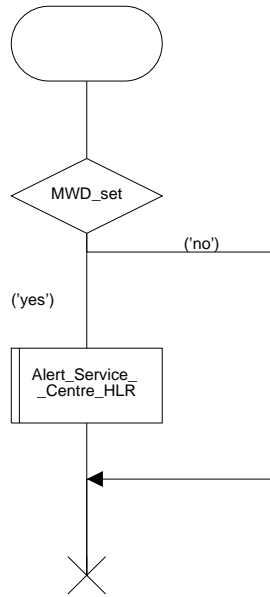 MWD_set
('no')
('yes')
Alert_Service_
_Centre_HLR